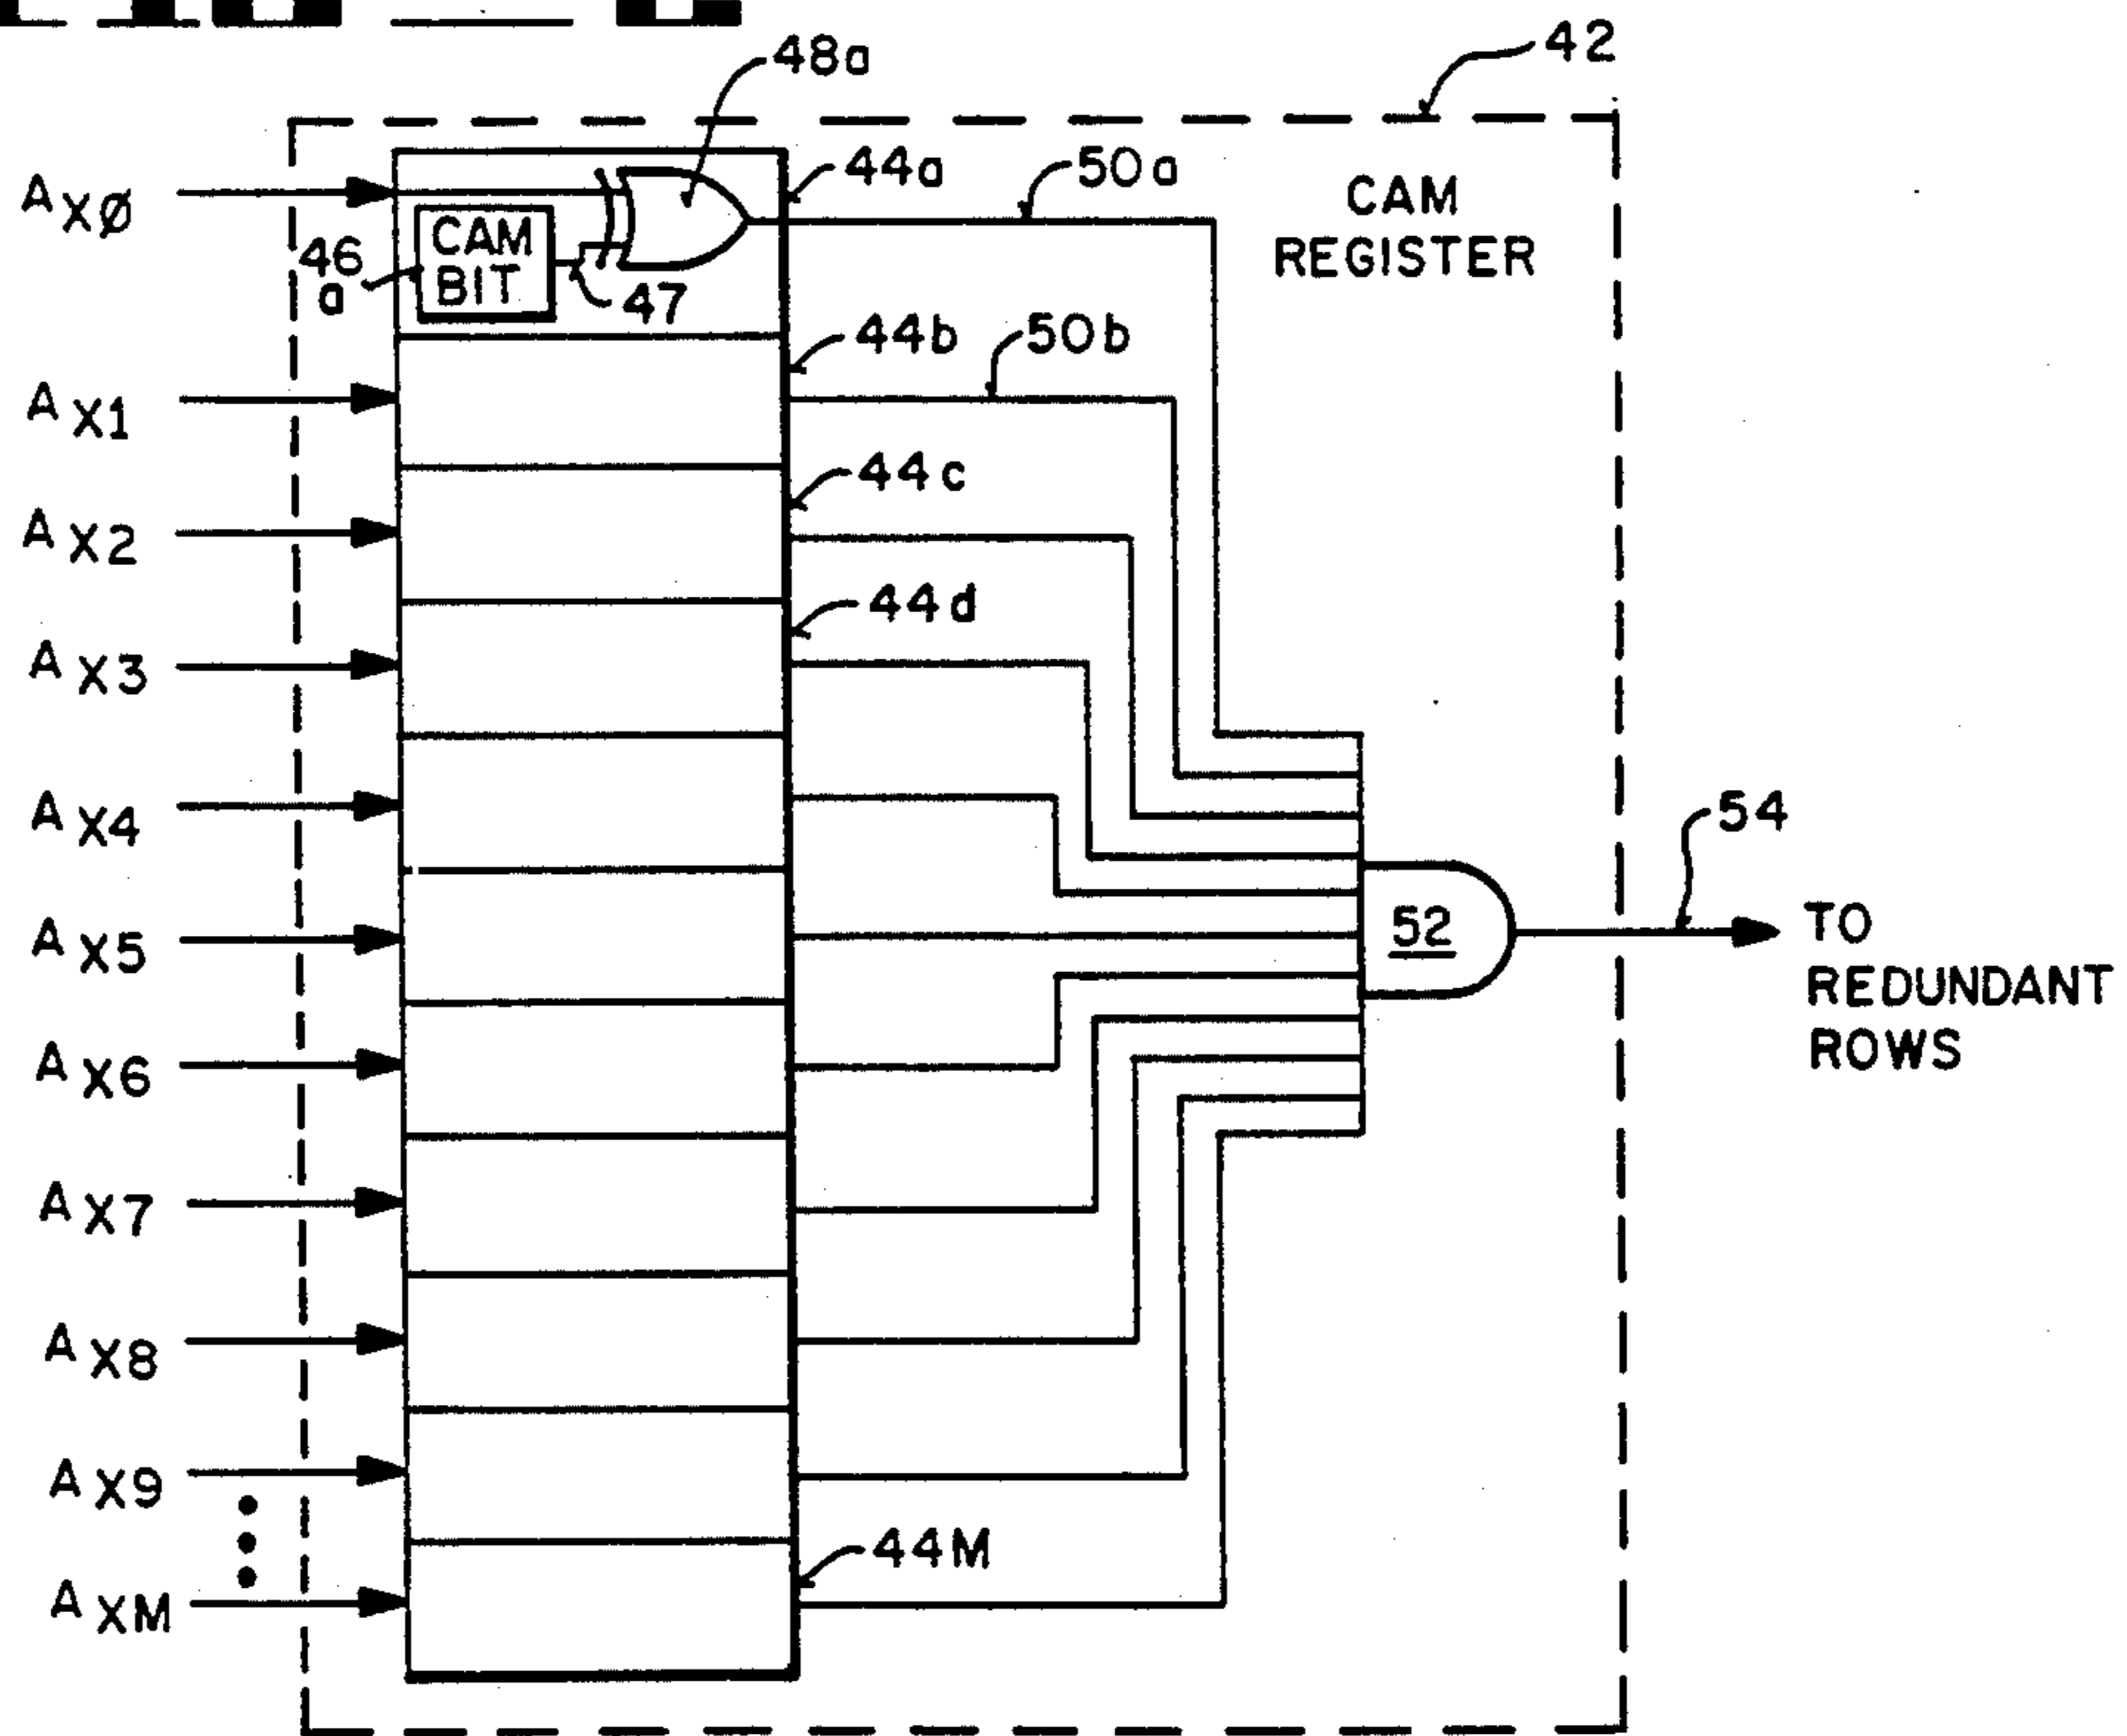 48a
42
44a
50a
CAM
REGISTER
AXØ
CAM
BIT
46
a
47
44b
50b
AX1
44c
AX2
44d
AX3
AX4
54
52
TO
REDUNDANT
ROWS
AX5
AX6
AX7
AX8
AX9
44M
AXM